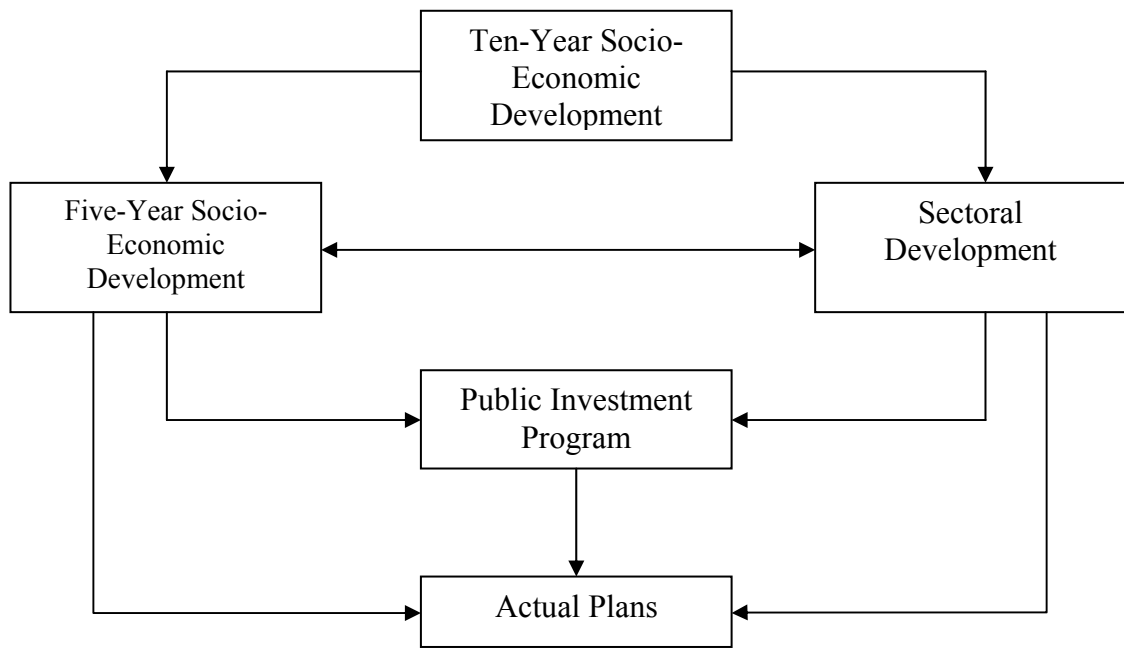 Ten-Year Socio-
Economic
Development
Five-Year Socio-
Economic
Development
Sectoral
Development
Public Investment
Program
Actual Plans